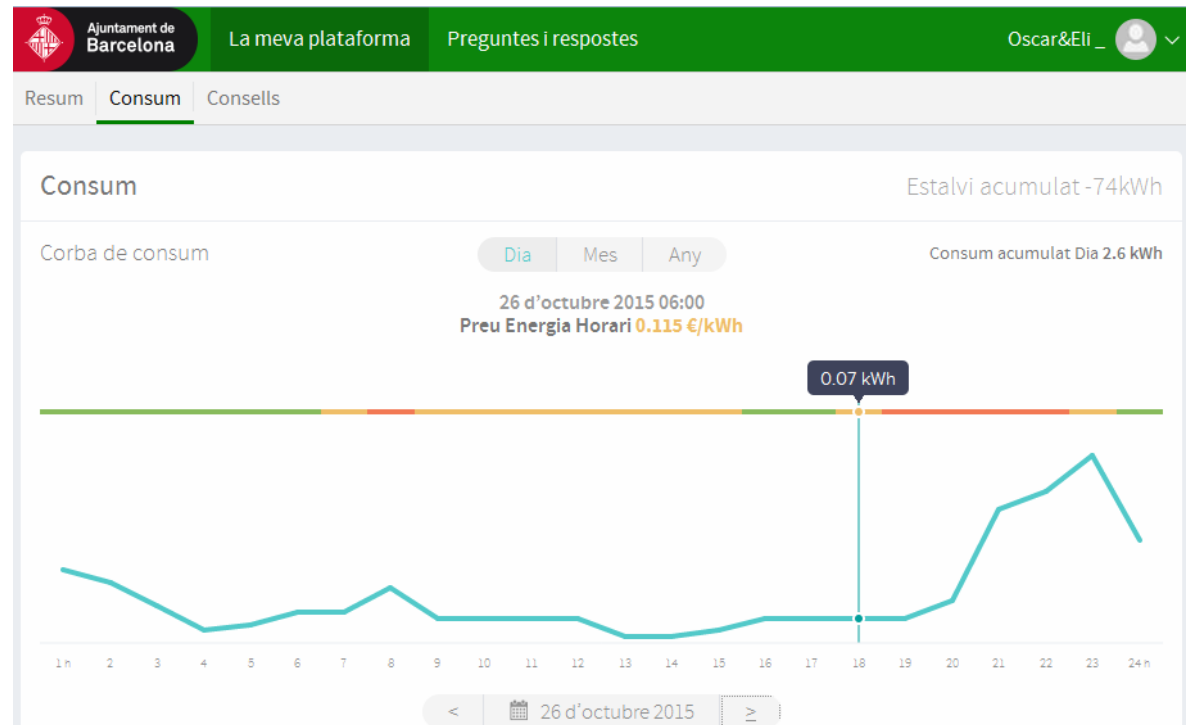 Ajuntament de
Barcelona
La meva plataforma
Preguntes i respostes
Oscar&Eli _
Resum
Consum
Consells
Consum
Estalvi acumulat -74kWh
Corba de consum
Dia
Mes
Any
Consum acumulat Dia 2.6 kWh
26 d'octubre 2015 06:00
Preu Energia Horari 0.115 €/kWh
0.07 kWh
1 h 2 3 4 5 6 7 8 9 10 11 12 13 14 15 16 17 18 19 20 21 22 23 24 h
< 26 d'octubre 2015 >